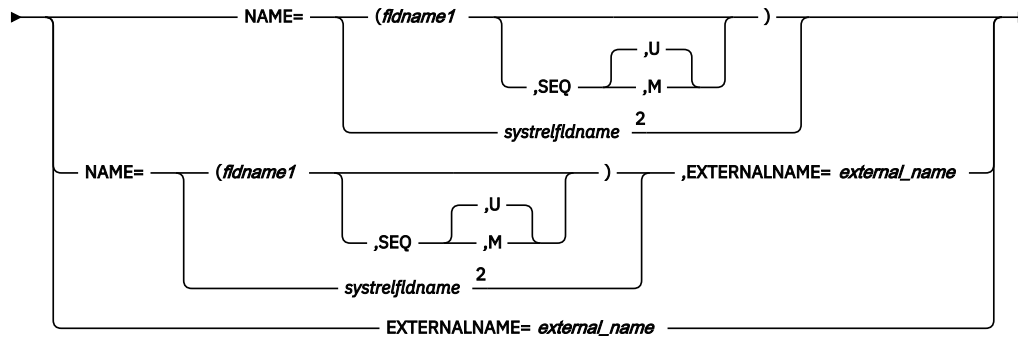 NAME= (fldname1 )
,U
,SEQ ,M
systrelfldname 2
NAME= (fldname1 ) ,EXTERNALNAME= external_name
,U
,SEQ ,M
systrelfldname 2
EXTERNALNAME= external_name